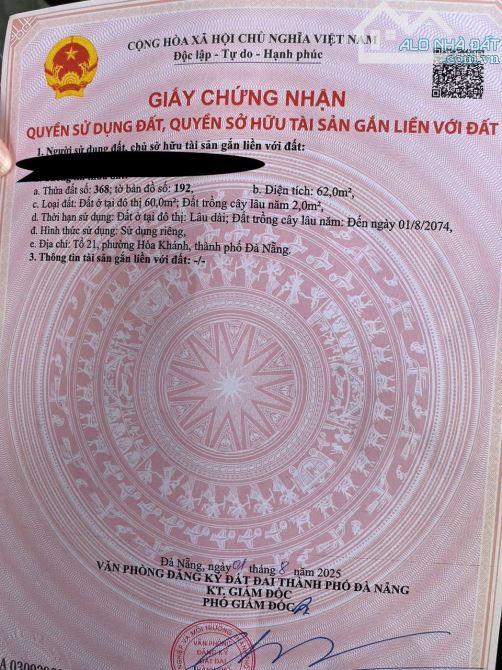 CỘNG HÒA XÃ HỘI CHỦ NGHĨA VIỆT NAM
Độc lập - Tự do - Hạnh phúc
ALO NHÀ ĐẤT
.com.vn
GIẤY CHỨNG NHẬN
QUYỀN SỬ DỤNG ĐẤT, QUYỀN SỞ HỮU TÀI SẢN GẮN LIỀN VỚI ĐẤT
1. Người sử dụng đất, chủ sở hữu tài sản gắn liền với đất:
a. Thửa đất số: 368; tờ bản đồ số: 192, b. Diện tích: 62,0m²,
c. Loại đất: Đất ở tại đô thị 60,0m²; Đất trồng cây lâu năm 2,0m²,
d. Thời hạn sử dụng: Đất ở tại đô thị: Lâu dài; Đất trồng cây lâu năm: Đến ngày 01/8/2074,
đ. Hình thức sử dụng: Sử dụng riêng,
e. Địa chỉ: Tổ 21, phường Hòa Khánh, thành phố Đà Nẵng.
3. Thông tin tài sản gắn liền với đất: -/-
Đà Nẵng, ngày 01 tháng 8 năm 2025
VĂN PHÒNG ĐĂNG KÝ ĐẤT ĐAI THÀNH PHỐ ĐÀ NẴNG
KT, GIÁM ĐỐC
PHÓ GIÁM ĐỐC
VĂN PHÒNG
ĐĂNG KÝ
ĐẤT ĐAI